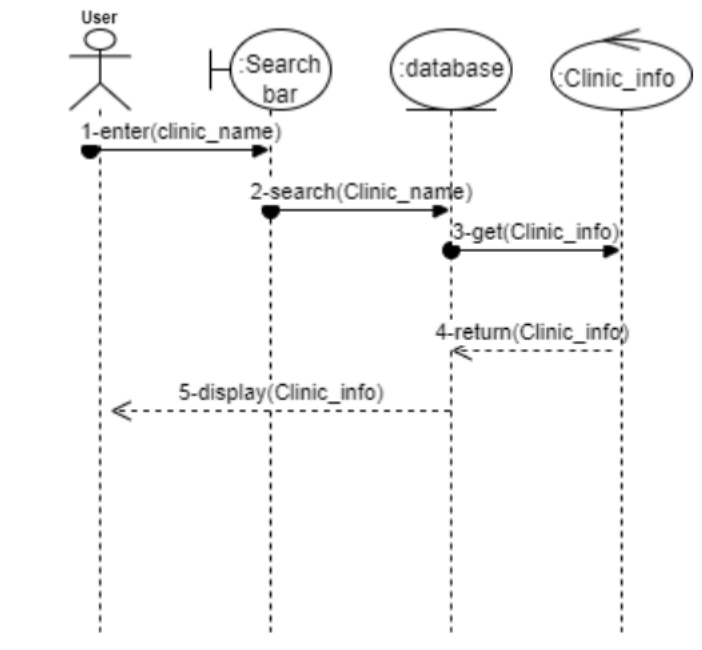 User
:Search
bar
:database
:Clinic_info
1-enter(clinic_name)
2-search(Clinic_name)
3-get(Clinic_info)
4-return(Clinic_info)
5-display(Clinic_info)